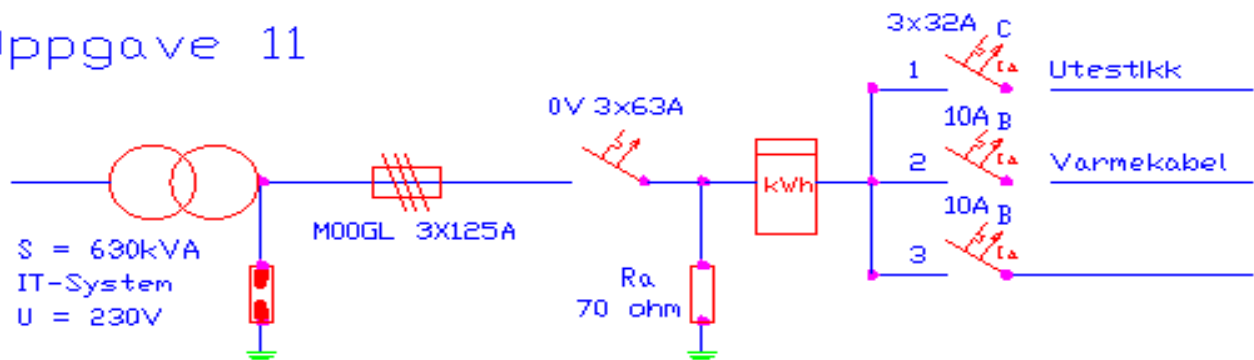 Oppgave 11
S = 630kVA
IT-System
U = 230V
M00GL 3X125A
OV 3x63A
Ra
70 ohm
kWh
3x32A C
1 Utestikk
10A B
2 Varmekabel
10A B
3